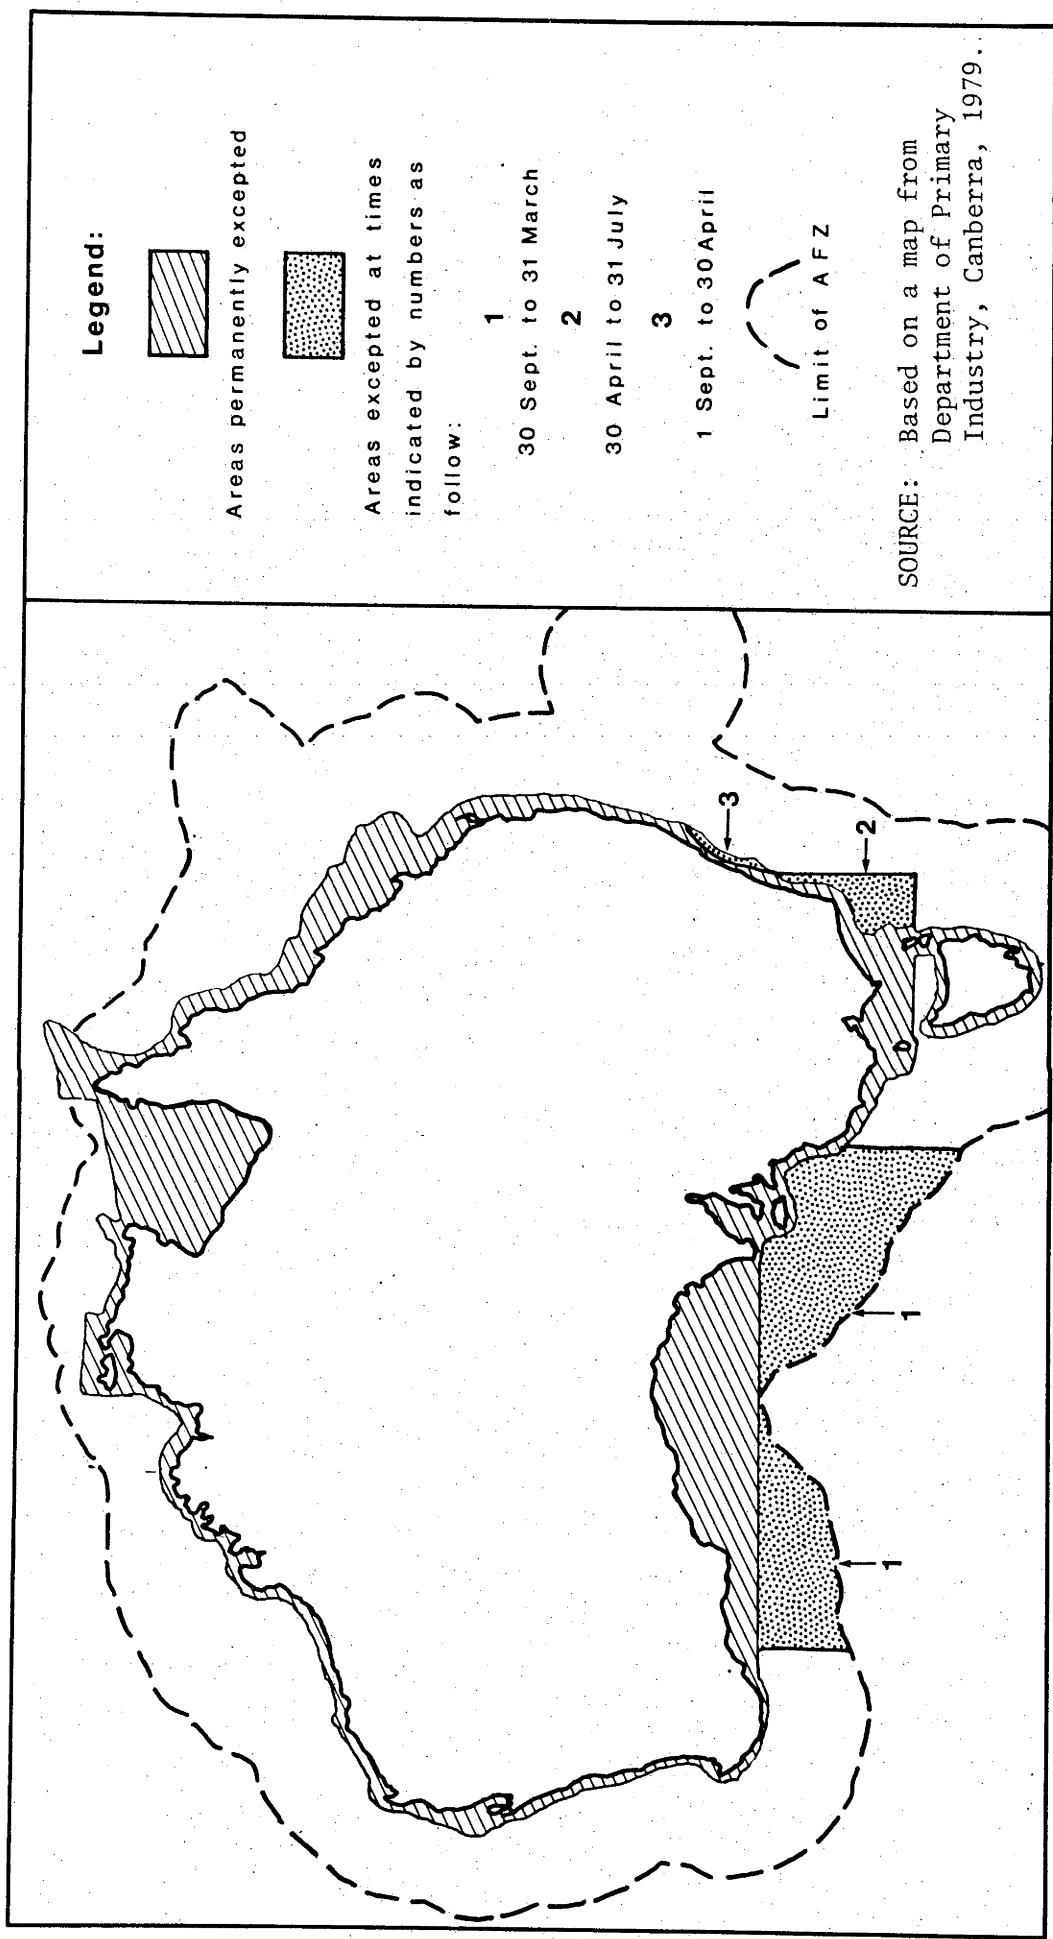 Legend:
Areas permanently excepted
Areas excepted at times
indicated by numbers as
follow:
1
30 Sept. to 31 March
2
30 April to 31 July
3
1 Sept. to 30 April
Limit of A F Z
SOURCE: Based on a map from
Department of Primary
Industry, Canberra, 1979.
3
2
1
1